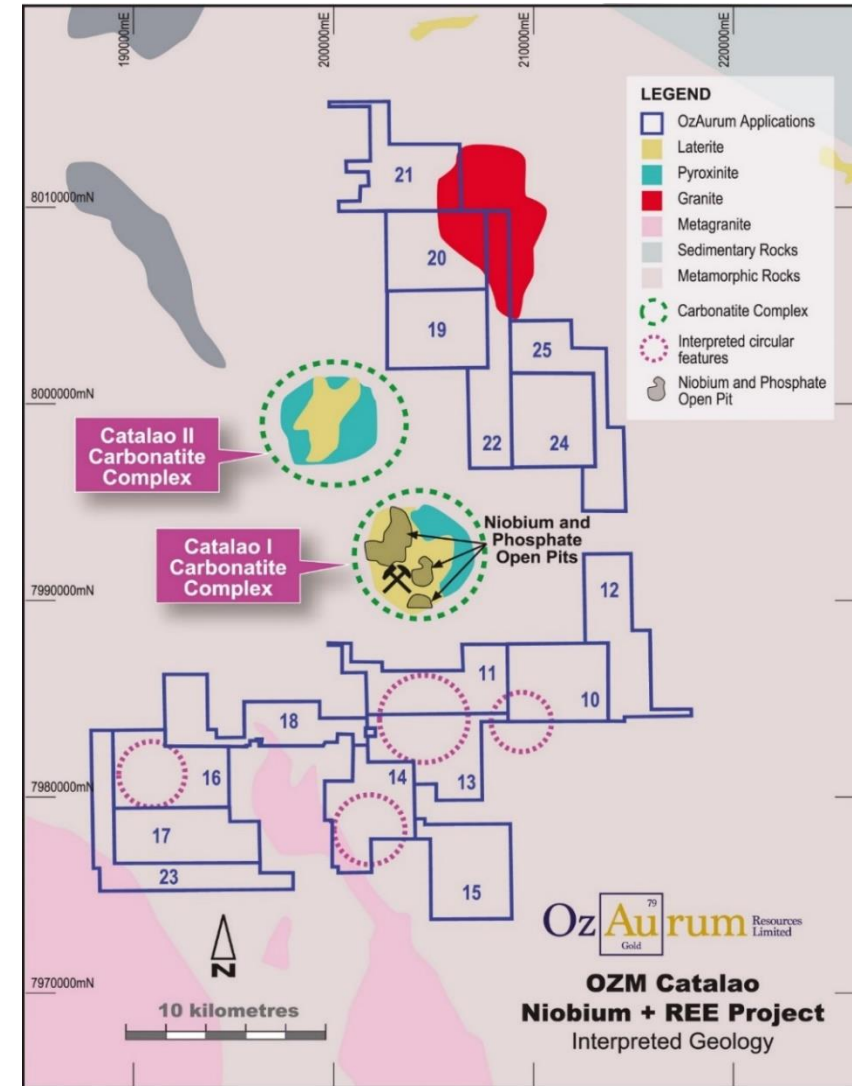 190000mE
200000mE
210000mE
220000mE
LEGEND
OzAurum Applications
Laterite
Pyroxinite
Granite
Metagranite
Sedimentary Rocks
Metamorphic Rocks
Carbonatite Complex
Interpreted circular
features
Niobium and Phosphate
Open Pit
8010000mN
21
20
19
25
8000000mN
22
24
Catalao II
Carbonatite
Complex
Niobium and
Phosphate
Open Pits
Catalao I
Carbonatite
Complex
7990000mN
12
11
10
18
16
14
13
7980000mN
17
23
15
N
7970000mN
10 kilometres
Oz
79
Au
Gold
rum
Resources
Limited
OZM Catalao
Niobium + REE Project
Interpreted Geology